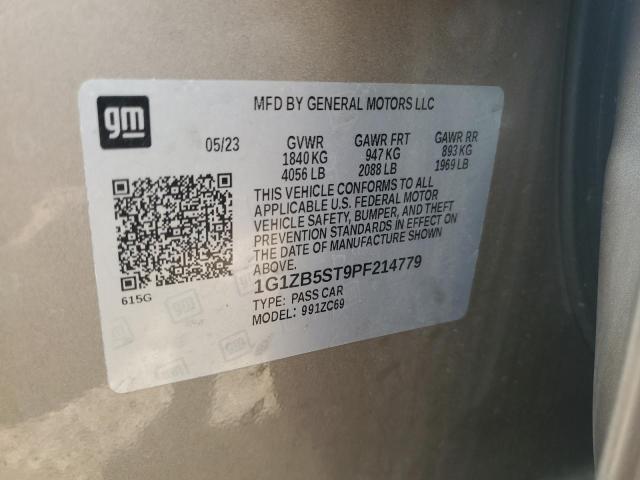 gm
MFD BY GENERAL MOTORS LLC
05/23 GVWR GAWR FRT GAWR RR
1840 KG 947 KG 893 KG
4056 LB 2088 LB 1969 LB
THIS VEHICLE CONFORMS TO ALL
APPLICABLE U.S. FEDERAL MOTOR
VEHICLE SAFETY, BUMPER, AND THEFT
PREVENTION STANDARDS IN EFFECT ON
THE DATE OF MANUFACTURE SHOWN
ABOVE.
615G
1G1ZB5ST9PF214779
TYPE: PASS CAR
MODEL: 991ZC69